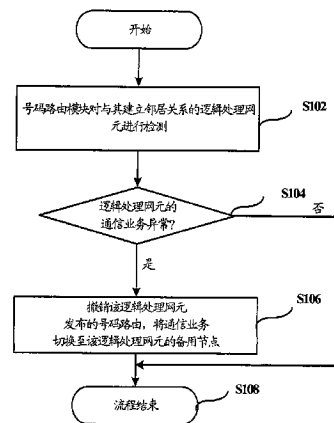 开始
号码路由模块对与其建立邻居关系的逻辑处理网
元进行检测
S102
逻辑处理网元的
通信业务异常?
S104
否
是
撤销该逻辑处理网元
发布的号码路由，将通信业务
切换至该逻辑处理网元的备用节点
S106
流程结束
S108